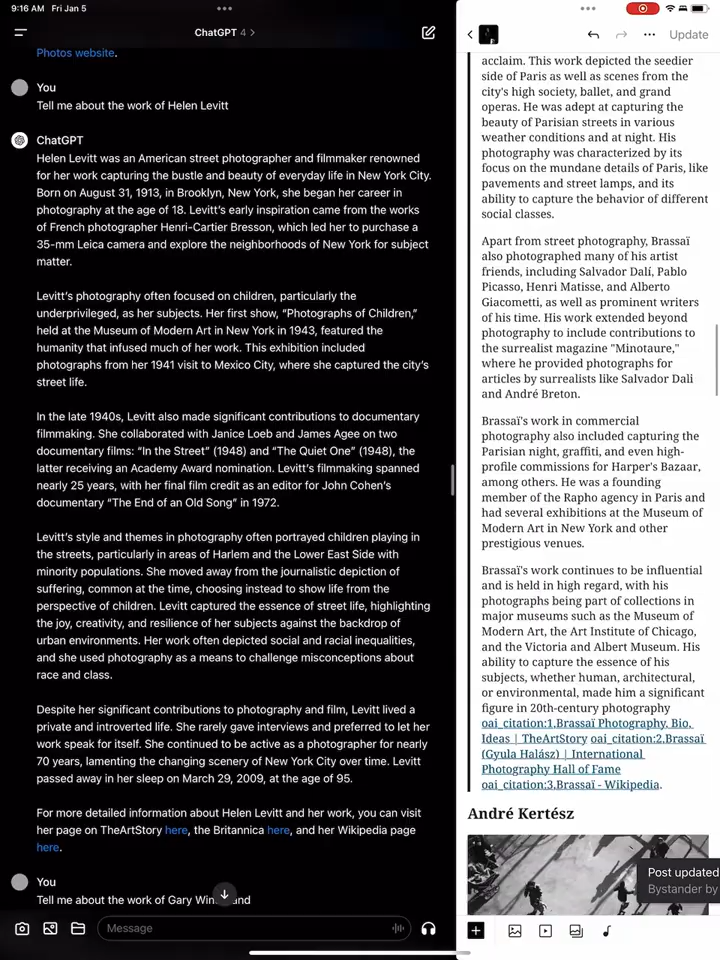 9:16 AM Fri Jan 5
ChatGPT 4 >
Photos website.
You
Tell me about the work of Helen Levitt
ChatGPT
Helen Levitt was an American street photographer and filmmaker renowned
for her work capturing the bustle and beauty of everyday life in New York City.
Born on August 31, 1913, in Brooklyn, New York, she began her career in
photography at the age of 18. Levitt's early inspiration came from the works
of French photographer Henri-Cartier Bresson, which led her to purchase a
35-mm Leica camera and explore the neighborhoods of New York for subject
matter.
Levitt's photography often focused on children, particularly the
underprivileged, as her subjects. Her first show, "Photographs of Children,"
held at the Museum of Modern Art in New York in 1943, featured the
humanity that infused much of her work. This exhibition included
photographs from her 1941 visit to Mexico City, where she captured the city's
street life.
In the late 1940s, Levitt also made significant contributions to documentary
filmmaking. She collaborated with Janice Loeb and James Agee on two
documentary films: "In the Street" (1948) and "The Quiet One" (1948), the
latter receiving an Academy Award nomination. Levitt's filmmaking spanned
nearly 25 years, with her final film credit as an editor for John Cohen's
documentary "The End of an Old Song" in 1972.
Levitt's style and themes in photography often portrayed children playing in
the streets, particularly in areas of Harlem and the Lower East Side with
minority populations. She moved away from the journalistic depiction of
suffering, common at the time, choosing instead to show life from the
perspective of children. Levitt captured the essence of street life, highlighting
the joy, creativity, and resilience of her subjects against the backdrop of
urban environments. Her work often depicted social and racial inequalities,
and she used photography as a means to challenge misconceptions about
race and class.
Despite her significant contributions to photography and film, Levitt lived a
private and introverted life. She rarely gave interviews and preferred to let her
work speak for itself. She continued to be active as a photographer for nearly
70 years, lamenting the changing scenery of New York City over time. Levitt
passed away in her sleep on March 29, 2009, at the age of 95.
For more detailed information about Helen Levitt and her work, you can visit
her page on TheArtStory here, the Britannica here, and her Wikipedia page
here.
You
Tell me about the work of Gary Win and
Message
Update
acclaim. This work depicted the seedier
side of Paris as well as scenes from the
city's high society, ballet, and grand
operas. He was adept at capturing the
beauty of Parisian streets in various
weather conditions and at night. His
photography was characterized by its
focus on the mundane details of Paris, like
pavements and street lamps, and its
ability to capture the behavior of different
social classes.
Apart from street photography, Brassaï
also photographed many of his artist
friends, including Salvador Dalí, Pablo
Picasso, Henri Matisse, and Alberto
Giacometti, as well as prominent writers
of his time. His work extended beyond
photography to include contributions to
the surrealist magazine "Minotaure,"
where he provided photographs for
articles by surrealists like Salvador Dali
and André Breton.
Brassaï's work in commercial
photography also included capturing the
Parisian night, graffiti, and even high-
profile commissions for Harper's Bazaar,
among others. He was a founding
member of the Rapho agency in Paris and
had several exhibitions at the Museum of
Modern Art in New York and other
prestigious venues.
Brassaï's work continues to be influential
and is held in high regard, with his
photographs being part of collections in
major museums such as the Museum of
Modern Art, the Art Institute of Chicago,
and the Victoria and Albert Museum. His
ability to capture the essence of his
subjects, whether human, architectural,
or environmental, made him a significant
figure in 20th-century photography
oai_citation:1,Brassaï Photography, Bio,
Ideas | TheArtStory oai_citation:2,Brassaï
(Gyula Halász) | International
Photography Hall of Fame
oai_citation:3,Brassaï - Wikipedia.
André Kertész
Post updated
Bystander by